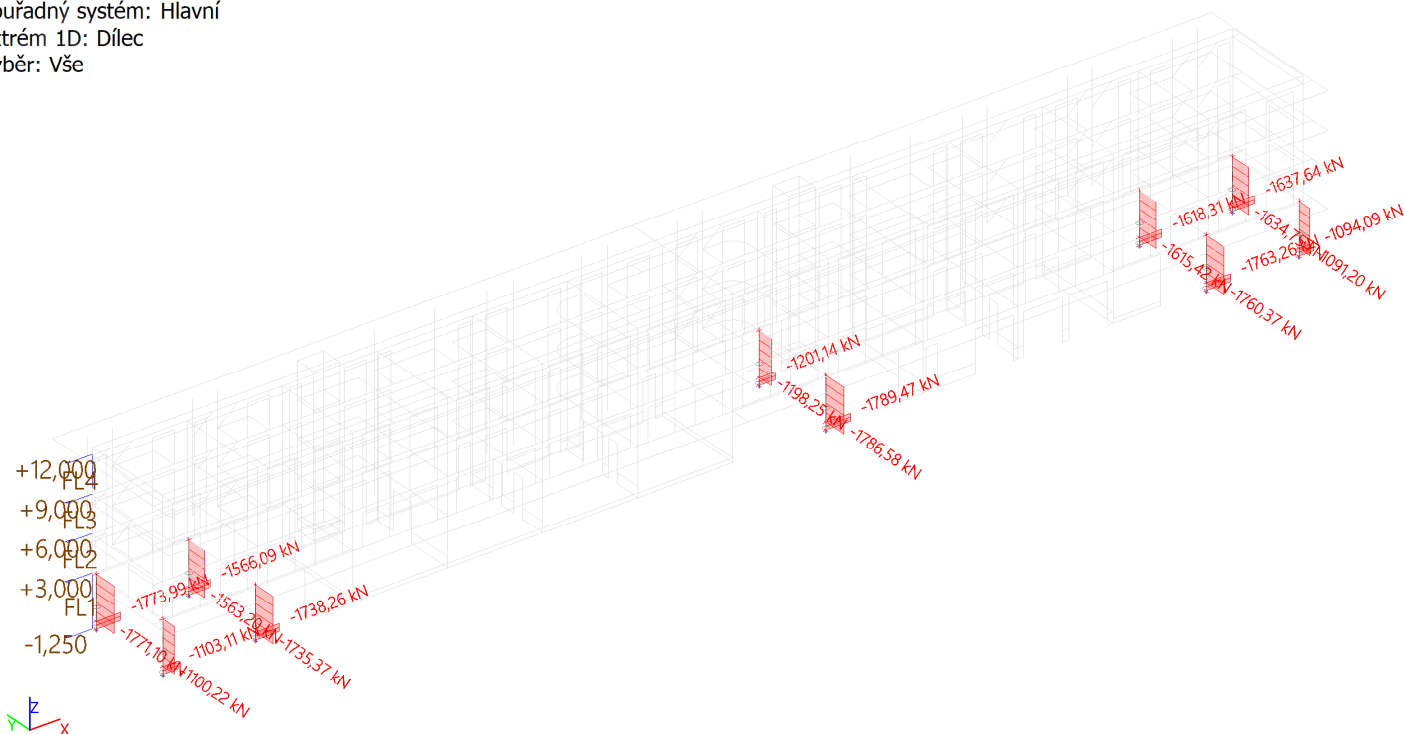 ouřadný systém: Hlavní
xtrém 1D: Dílec
běr: Vše
-1637,64 kN
-1618,31 kN
-1094,09 kN
-1615,42 kN
-1763,26
-1091,20 kN
-1760,37 kN
-1201,14 kN
-1198,25 kN
-1789,47 kN
-1786,58 kN
+12,000
FL4
+9,000
FL3
+6,000
FL2
+3,000
FL1
-1,250
-1566,09 kN
-1773,99 kN
-1563,20 kN
-1738,26 kN
-1771,10 kN
-1103,11 kN
-1735,37 kN
-1100,22 kN
Z
Y
X